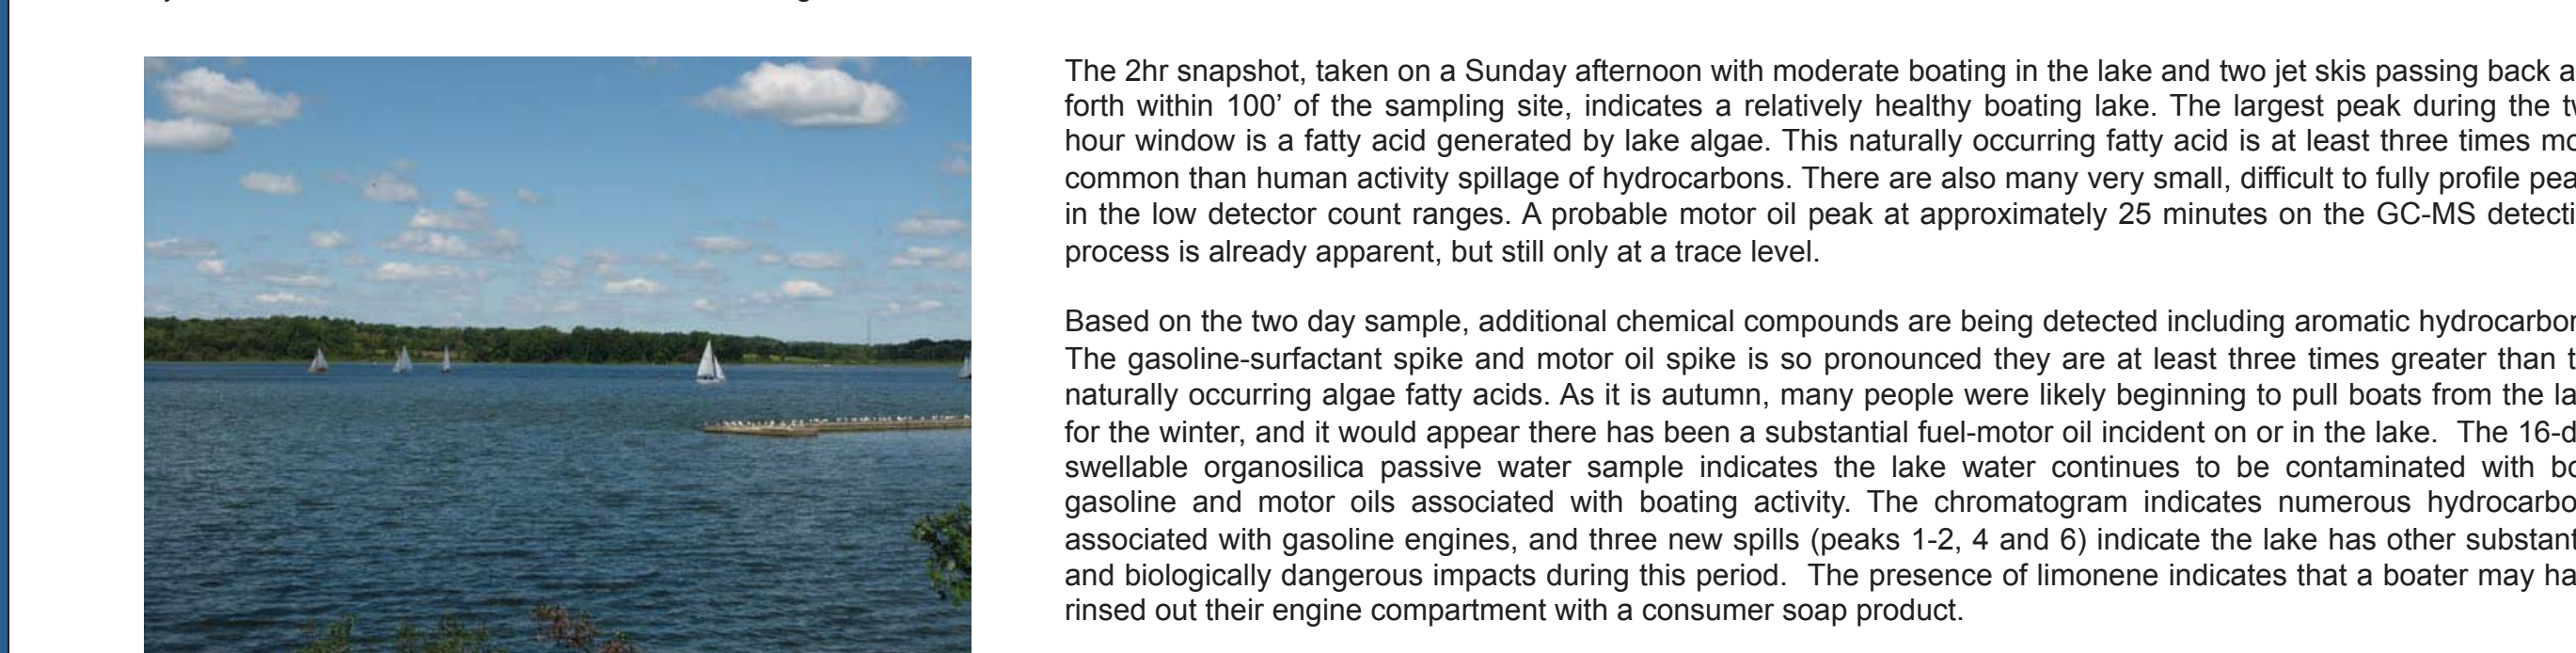 The 2hr snapshot, taken on a Sunday afternoon with moderate boating in the lake and two jet skis passing back a
forth within 100’ of the sampling site, indicates a relatively healthy boating lake. The largest peak during the tw
hour window is a fatty acid generated by lake algae. This naturally occurring fatty acid is at least three times mo
common than human activity spillage of hydrocarbons. There are also many very small, difficult to fully profile pea
in the low detector count ranges. A probable motor oil peak at approximately 25 minutes on the GC-MS detecti
process is already apparent, but still only at a trace level.
Based on the two day sample, additional chemical compounds are being detected including aromatic hydrocarbon
The gasoline-surfactant spike and motor oil spike is so pronounced they are at least three times greater than t
naturally occurring algae fatty acids. As it is autumn, many people were likely beginning to pull boats from the la
for the winter, and it would appear there has been a substantial fuel-motor oil incident on or in the lake. The 16-d
swellable organosilica passive water sample indicates the lake water continues to be contaminated with bo
gasoline and motor oils associated with boating activity. The chromatogram indicates numerous hydrocarbo
associated with gasoline engines, and three new spills (peaks 1-2, 4 and 6) indicate the lake has other substant
and biologically dangerous impacts during this period. The presence of limonene indicates that a boater may ha
rinsed out their engine compartment with a consumer soap product.